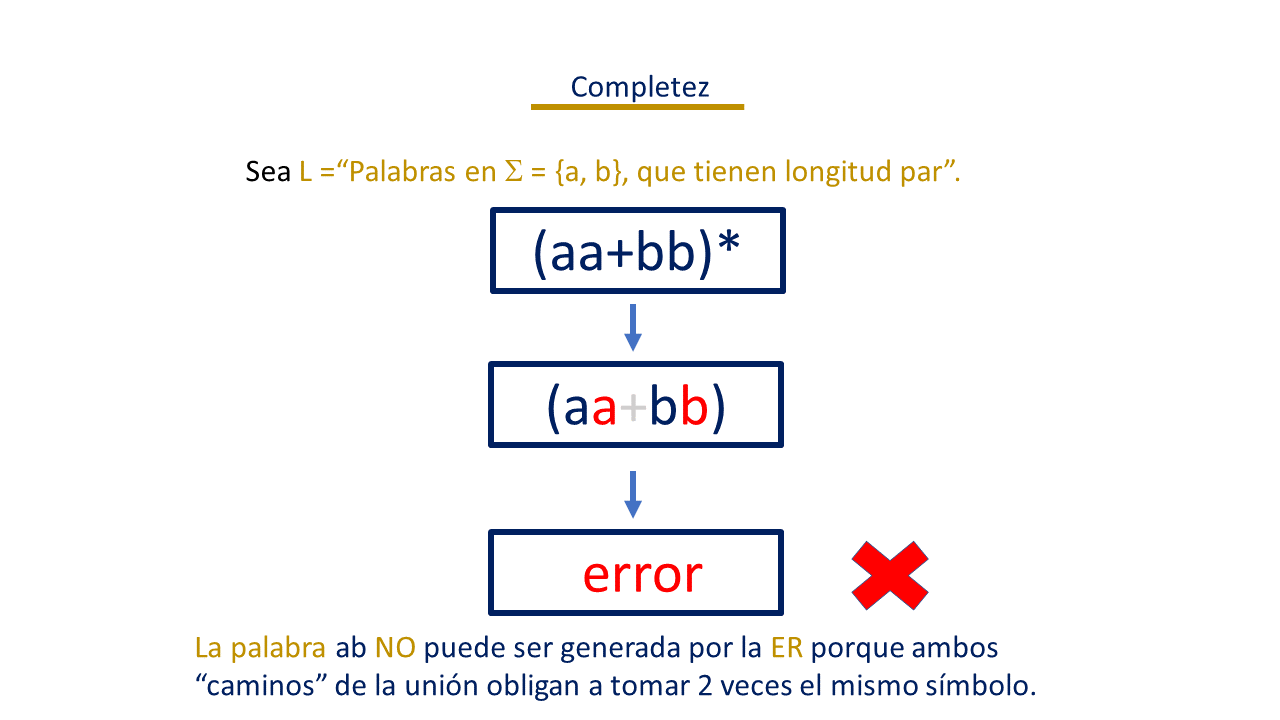 Completez
Sea L =“Palabras en Σ = {a, b}, que tienen longitud par”.
(aa+bb)*
(aa+bb)
error
La palabra ab NO puede ser generada por la ER porque ambos
“caminos” de la unión obligan a tomar 2 veces el mismo símbolo.